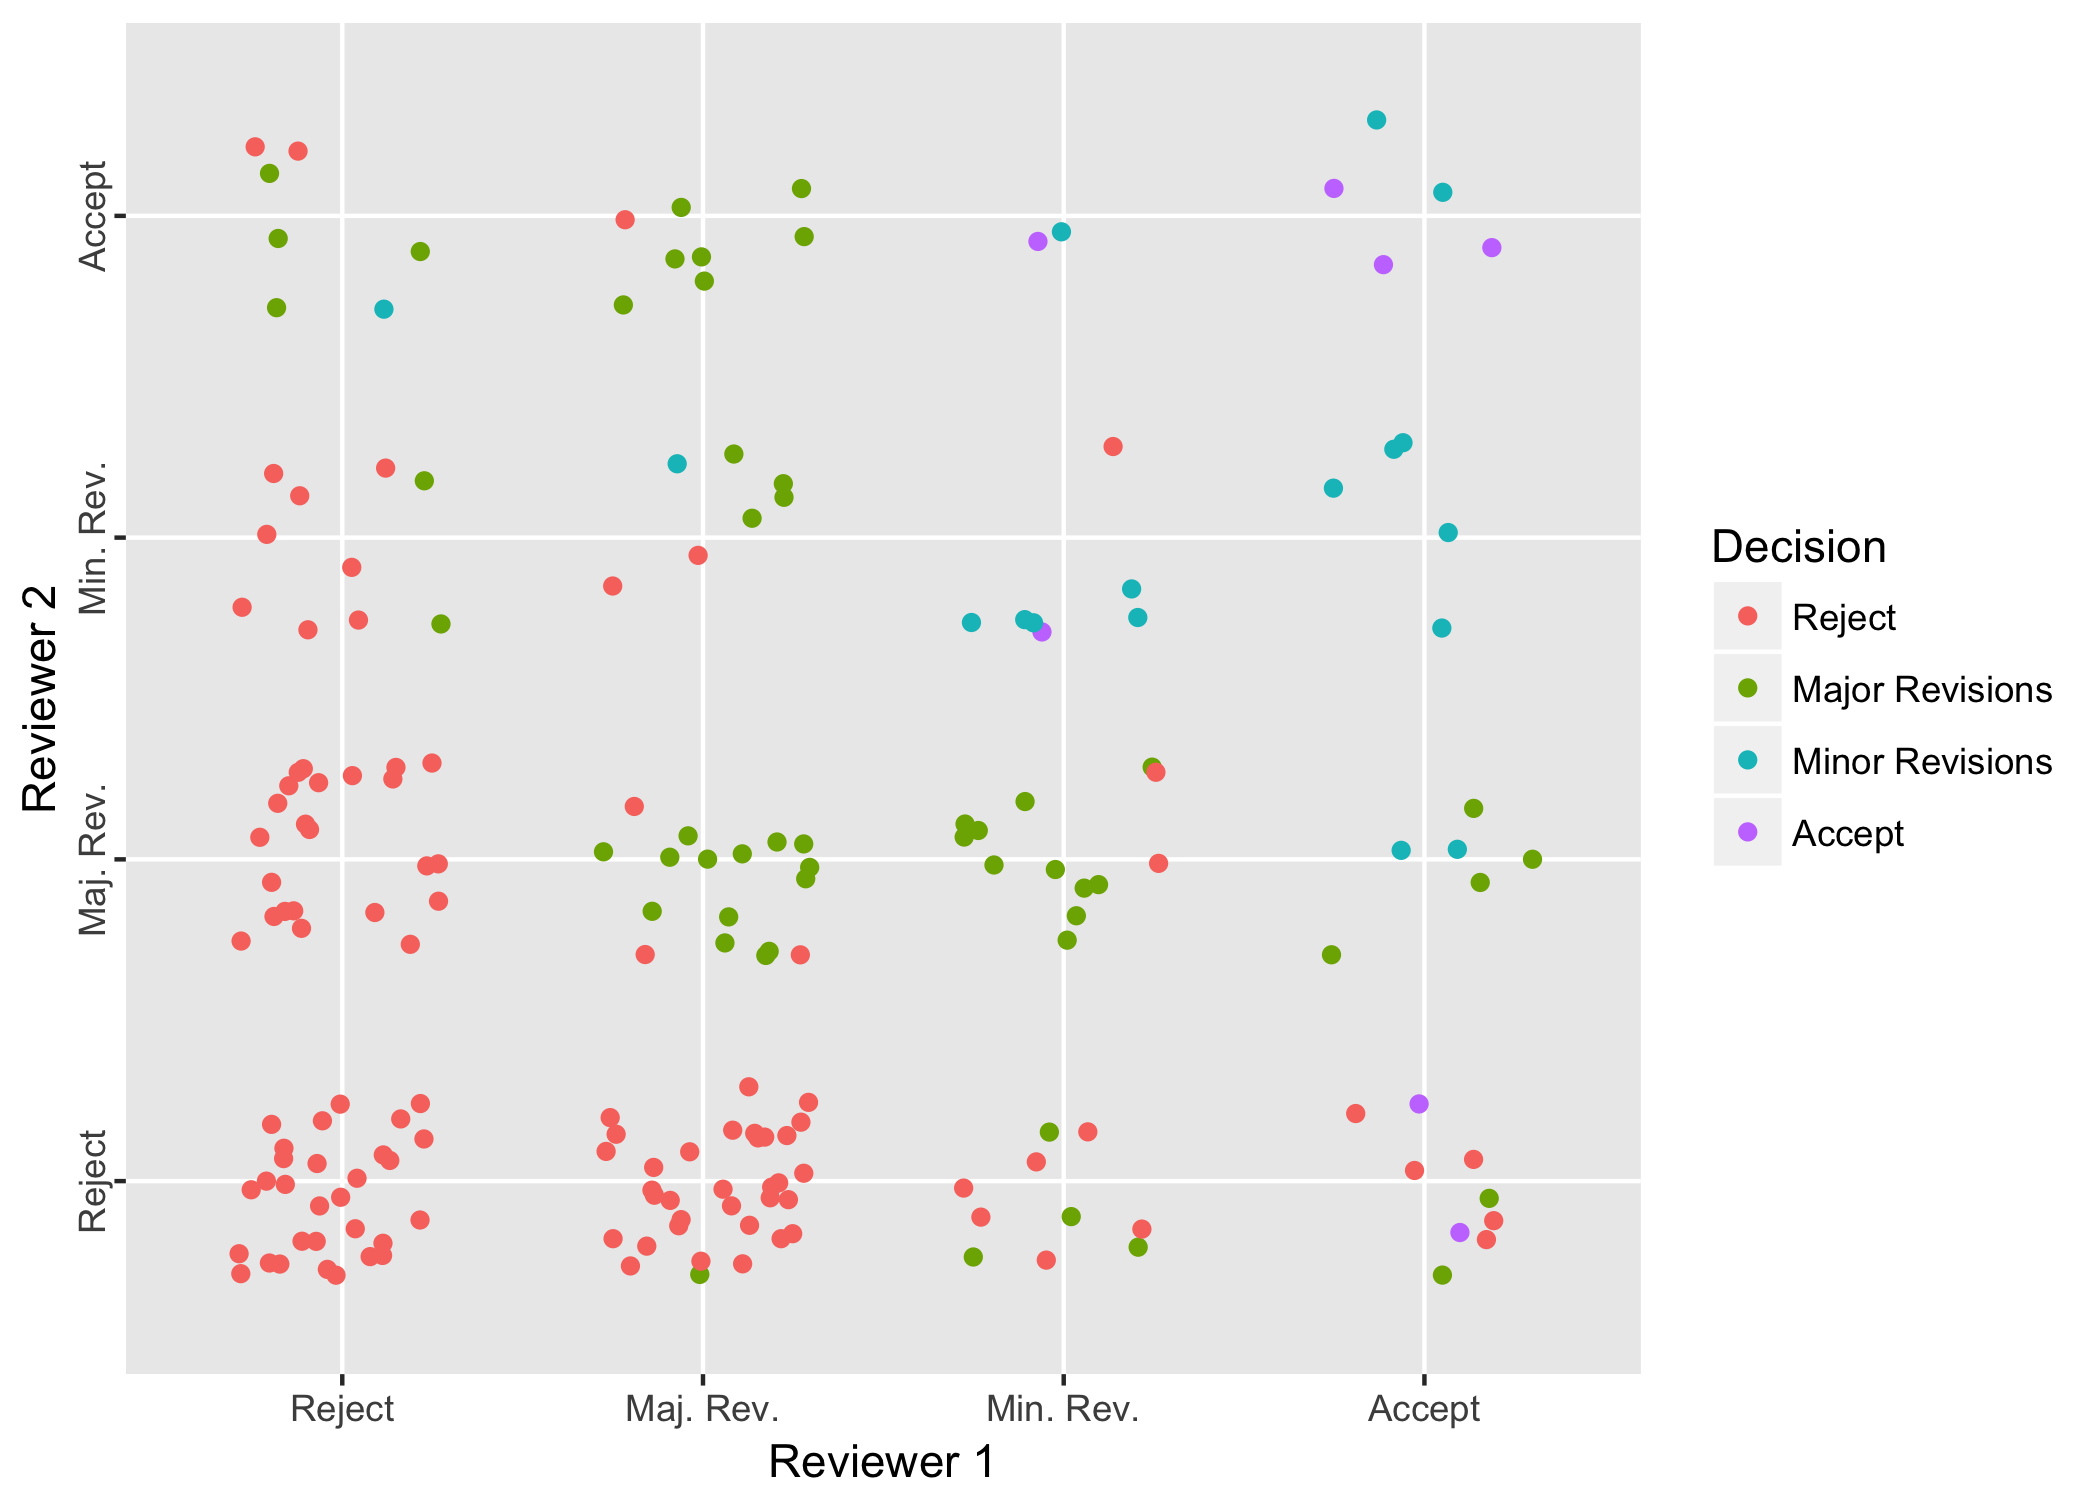 Reviewer 2
Accept
Min. Rev.
Maj. Rev.
Reject
Reject
Maj. Rev.
Min. Rev.
Accept
Reviewer 1
Decision
Reject
Major Revisions
Minor Revisions
Accept